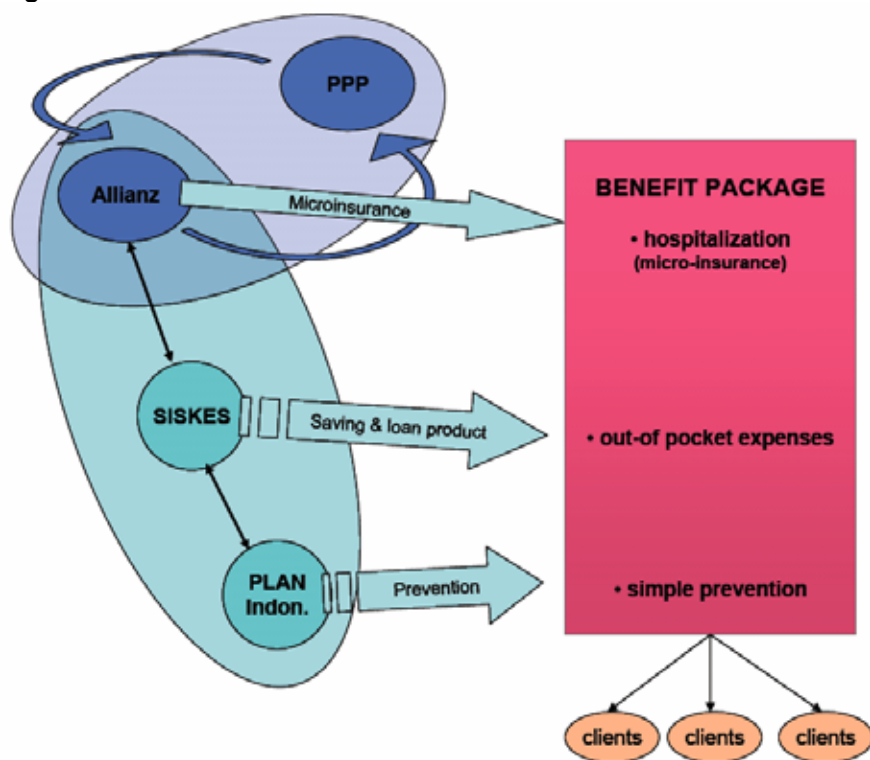 PPP
Allianz
Microinsurance
BENEFIT PACKAGE
• hospitalization
(micro-insurance)
SISKES
Saving & loan product
• out-of pocket expenses
PLAN
Indon.
Prevention
• simple prevention
clients
clients
clients